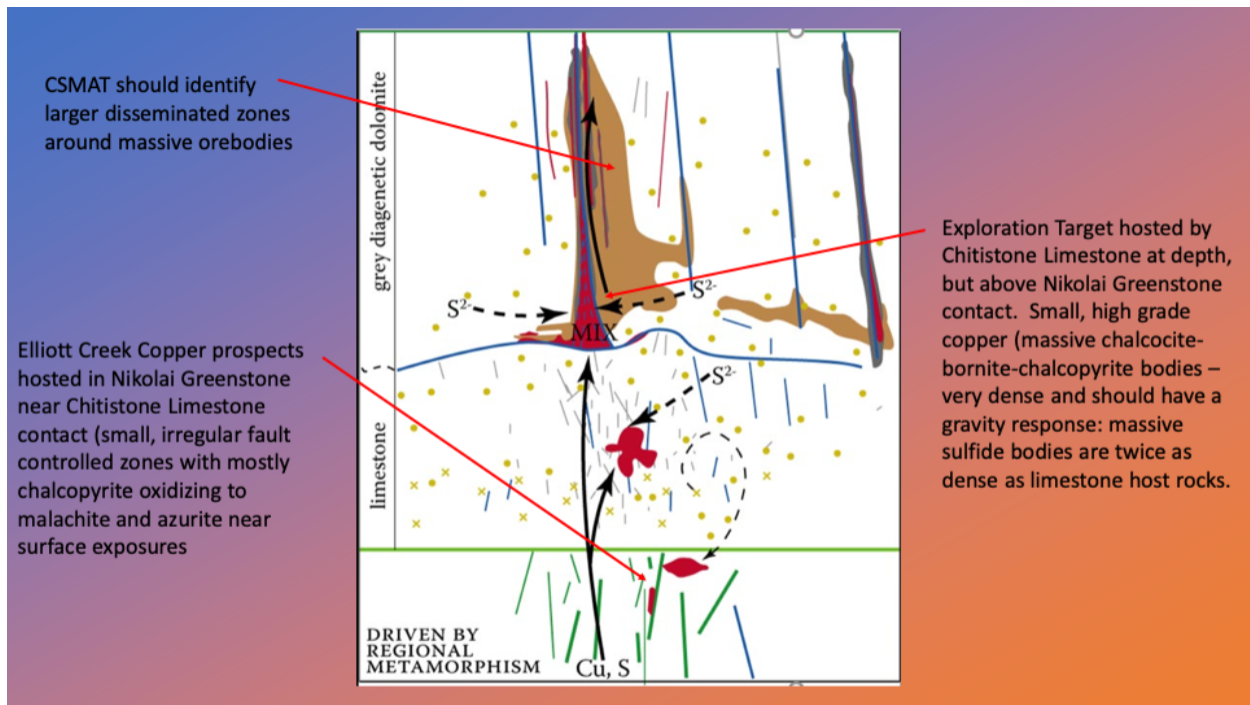 CSMAT should identify
larger disseminated zones
around massive orebodies
Elliott Creek Copper prospects
hosted in Nikolai Greenstone
near Chitistone Limestone
contact (small, irregular fault
controlled zones with mostly
chalcopyrite oxidizing to
malachite and azurite near
surface exposures
grey diagenetic dolomite
S2-
S2-
MIX
S2-
limestone
DRIVEN BY
REGIONAL
METAMORPHISM
Cu, S
Exploration Target hosted by
Chitistone Limestone at depth,
but above Nikolai Greenstone
contact.  Small, high grade
copper (massive chalcocite-
bornite-chalcopyrite bodies –
very dense and should have a
gravity response: massive
sulfide bodies are twice as
dense as limestone host rocks.